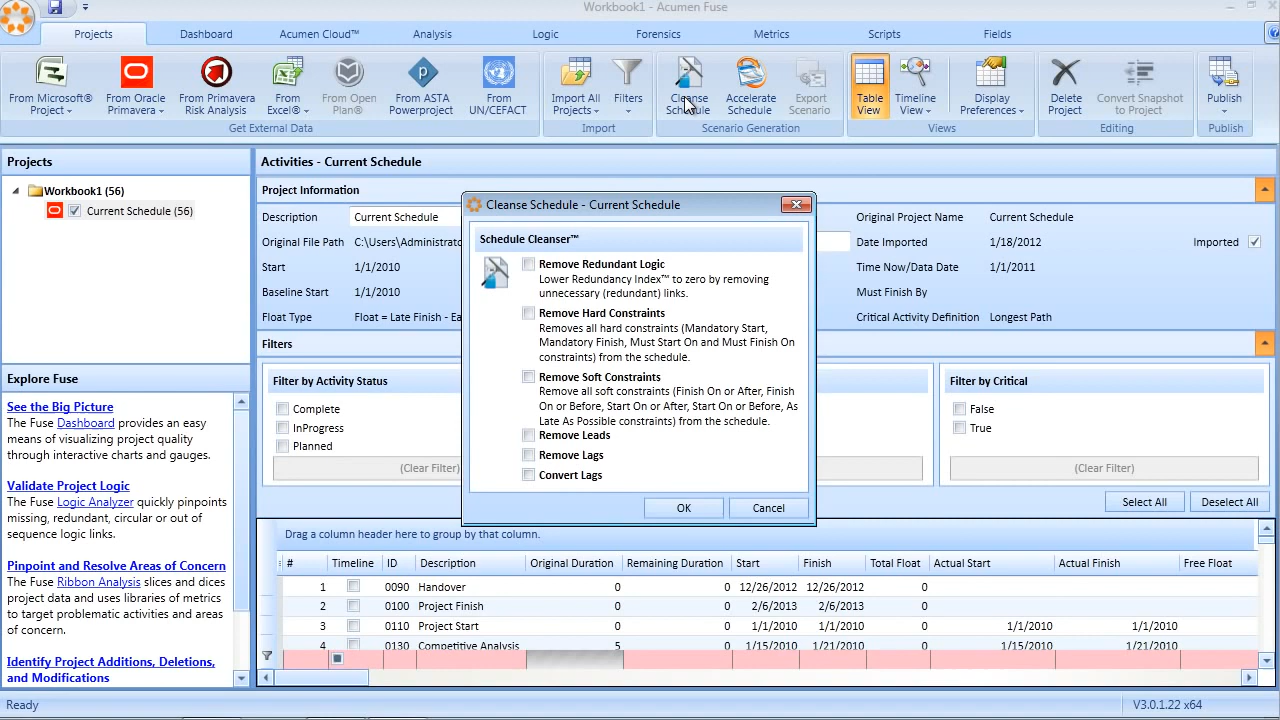 Workbook1 - Acumen Fuse
Projects
Dashboard
Acumen Cloud™
Analysis
Logic
Forensics
Metrics
Scripts
Fields
From Microsoft® Project
From Oracle Primavera
From Primavera Risk Analysis
From Excel®
From Open Plan®
From ASTA Powerproject
From UN/CEFACT
Import All Projects
Filters
Cleanse Schedule
Accelerate Schedule
Export Scenario
Table View
Timeline View
Display Preferences
Delete Project
Convert Snapshot to Project
Publish
Get External Data
Import
Scenario Generation
Views
Editing
Publish
Projects
Workbook1 (56)
Current Schedule (56)
Activities - Current Schedule
Project Information
Description
Current Schedule
Original File Path
C:\Users\Administrato
Start
1/1/2010
Baseline Start
1/1/2010
Float Type
Float = Late Finish - Ea
Original Project Name
Current Schedule
Date Imported
1/18/2012
Imported
Time Now/Data Date
1/1/2011
Must Finish By
Critical Activity Definition
Longest Path
Filters
Filter by Activity Status
Complete
InProgress
Planned
(Clear Filter)
Filter by Critical
False
True
(Clear Filter)
Select All
Deselect All
Cleanse Schedule - Current Schedule
Schedule Cleanser™
Remove Redundant Logic
Lower Redundancy Index™ to zero by removing
unnecessary (redundant) links.
Remove Hard Constraints
Removes all hard constraints (Mandatory Start,
Mandatory Finish, Must Start On and Must Finish On
constraints) from the schedule.
Remove Soft Constraints
Remove all soft constraints (Finish On or After, Finish
On or Before, Start On or After, Start On or Before, As
Late As Possible constraints) from the schedule.
Remove Leads
Remove Lags
Convert Lags
OK
Cancel
Explore Fuse
See the Big Picture
The Fuse Dashboard provides an easy
means of visualizing project quality
through interactive charts and gauges.
Validate Project Logic
The Fuse Logic Analyzer quickly pinpoints
missing, redundant, circular or out of
sequence logic links.
Pinpoint and Resolve Areas of Concern
The Fuse Ribbon Analysis slices and dices
project data and uses libraries of metrics
to target problematic activities and areas
of concern.
Identify Project Additions, Deletions,
and Modifications
Drag a column header here to group by that column.
# Timeline ID Description Original Duration Remaining Duration Start Finish Total Float Actual Start Actual Finish Free Float
1 0090 Handover 0 0 12/26/2012 12/26/2012 0
2 0100 Project Finish 0 0 2/6/2013 2/6/2013 0
3 0110 Project Start 0 0 1/1/2010 1/1/2010 0 1/1/2010 1/1/2010
4 0130 Competitive Analysis 5 0 1/15/2010 1/21/2010 0 1/15/2010 1/21/2010
Ready
V3.0.1.22 x64